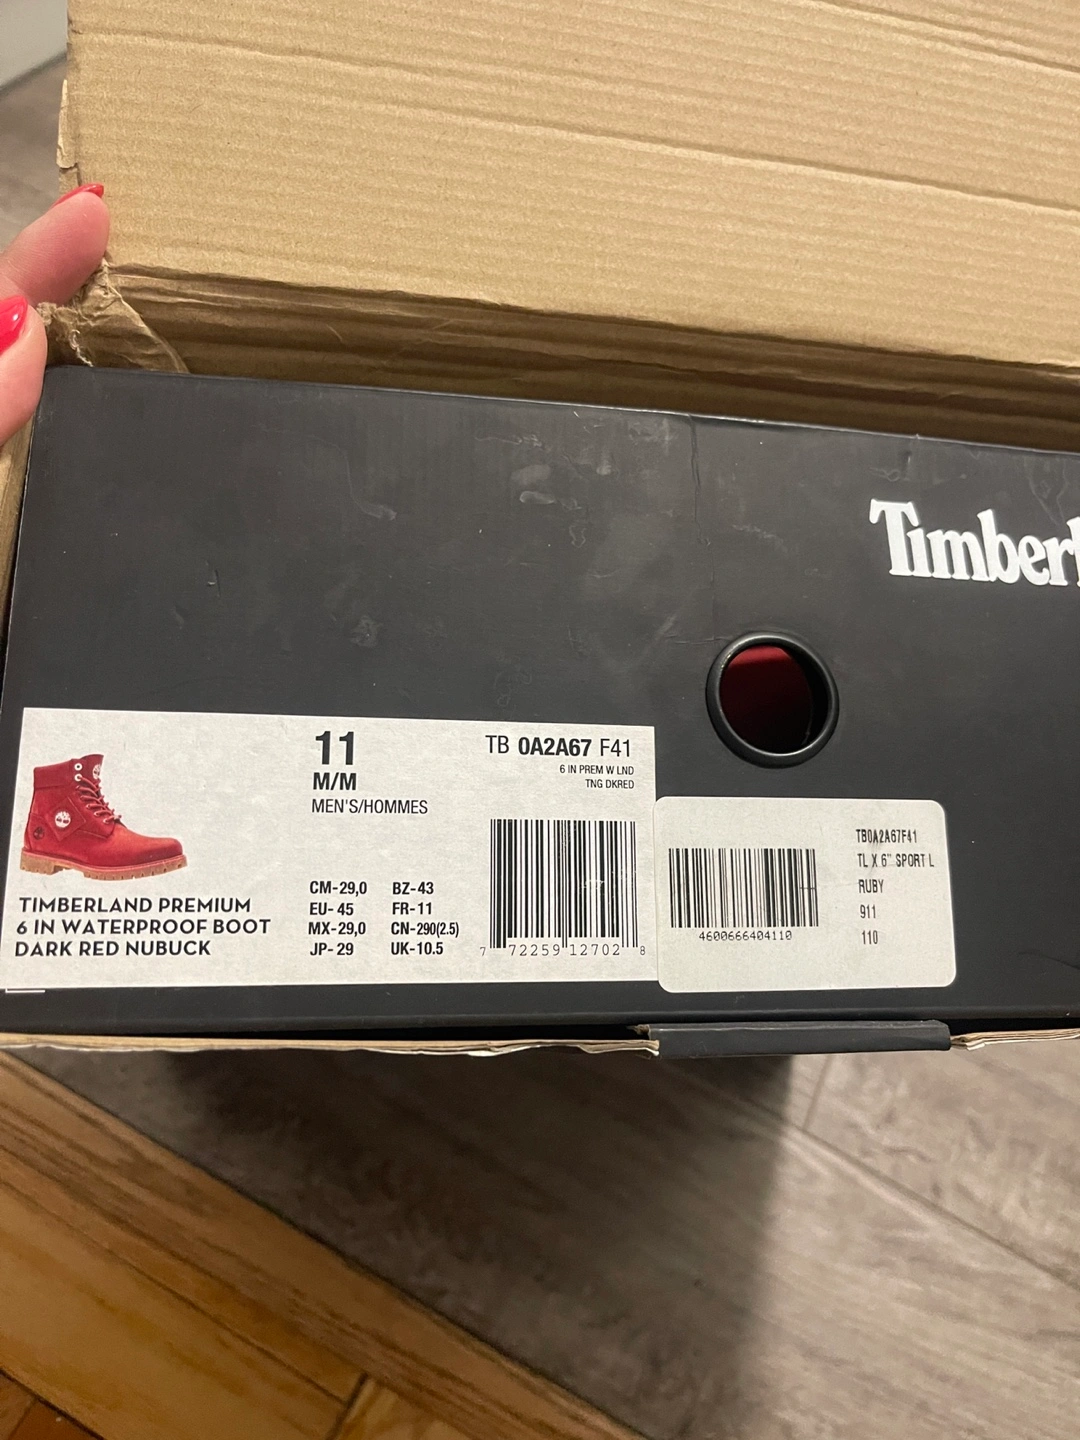 Timberl
11
M/M
MEN'S/HOMMES
TB 0A2A67 F41
6 IN PREM W LND
TNG DKRED
TIMBERLAND PREMIUM
6 IN WATERPROOF BOOT
DARK RED NUBUCK
CM-29,0 BZ-43
EU-45 FR-11
MX-29,0 CN-290(2.5)
JP-29 UK-10.5
7 72259 12702 8
4600666404110
TB0A2A67F41
TL X 6" SPORT L
RUBY
911
110